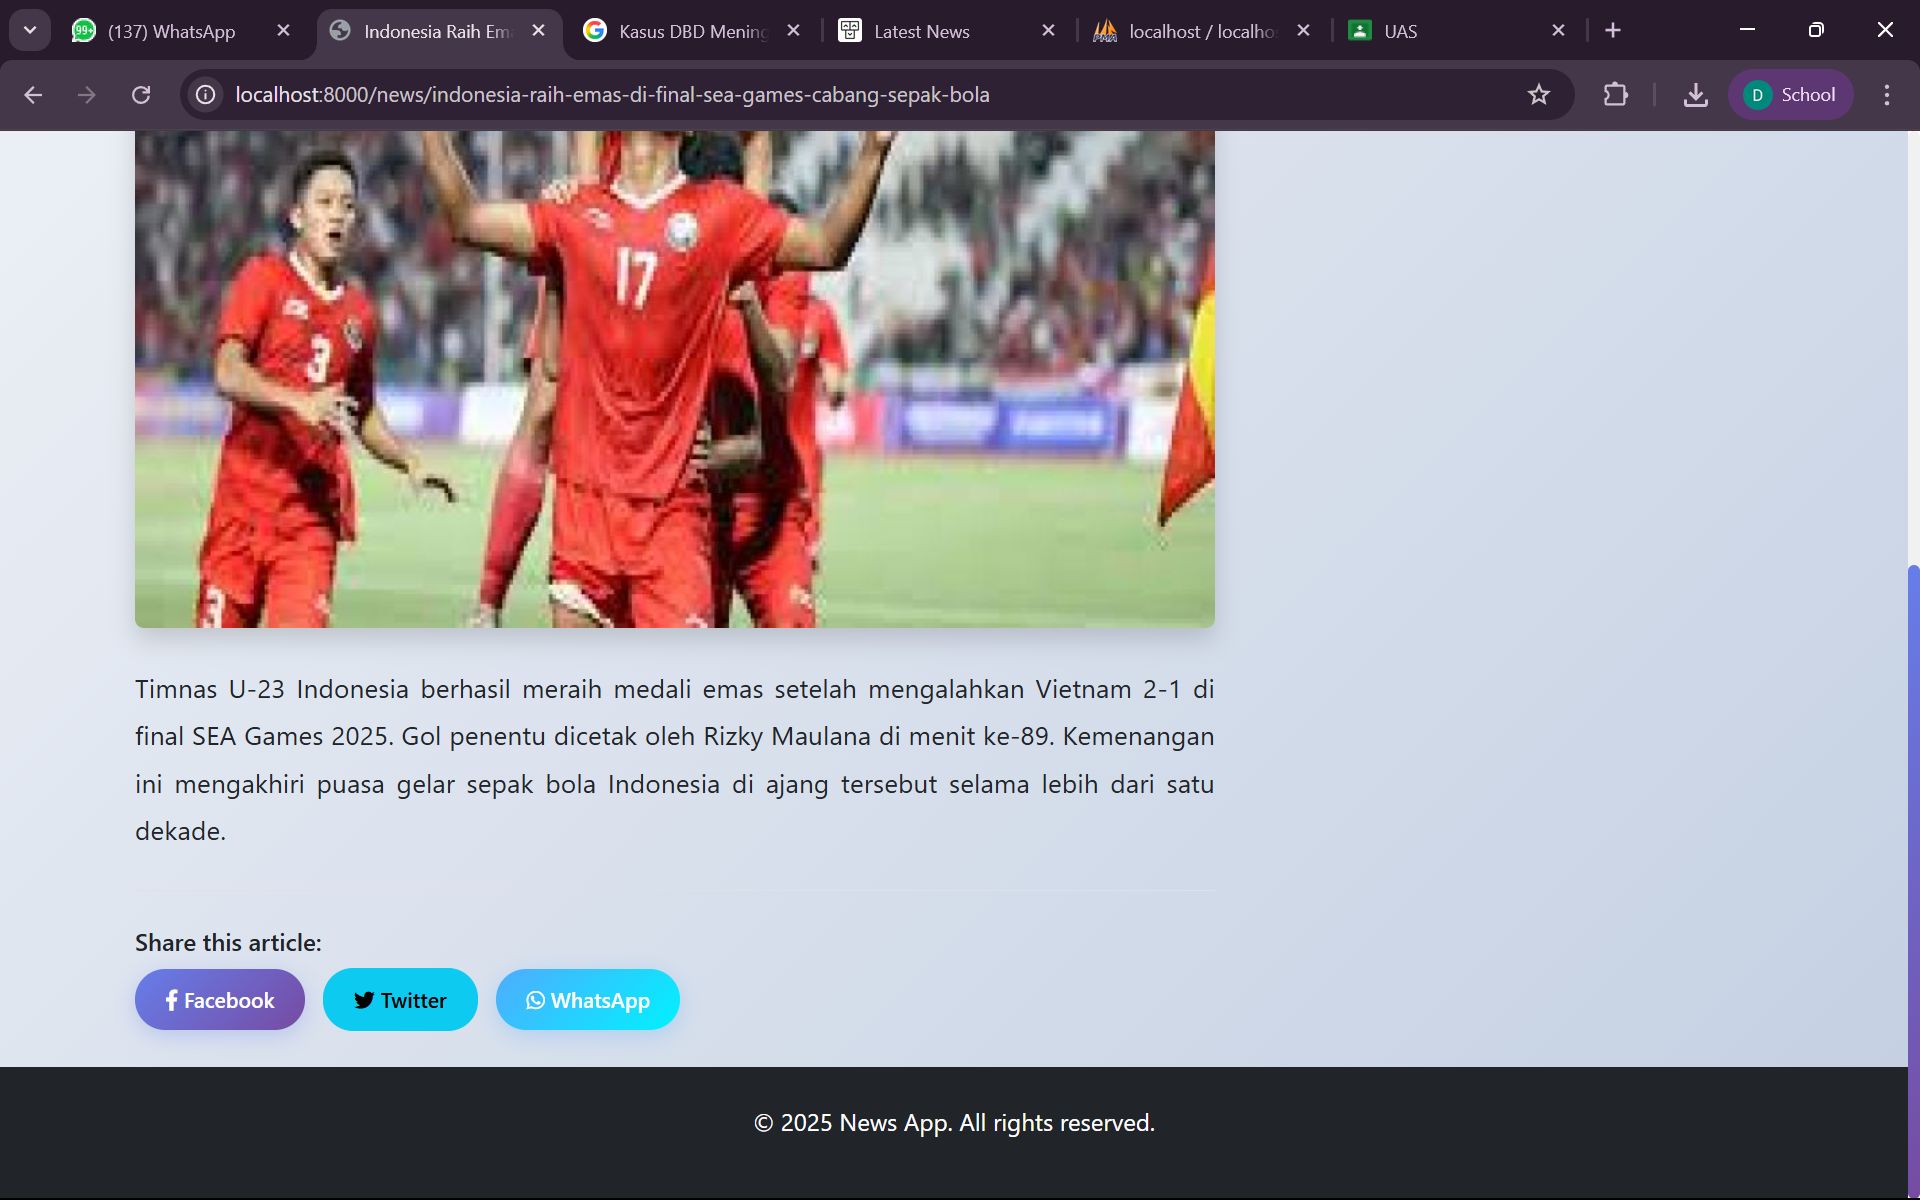 99+
(137) WhatsApp
Indonesia Raih Em
Kasus DBD Mening
Latest News
localhost / localho
UAS
localhost:8000/news/indonesia-raih-emas-di-final-sea-games-cabang-sepak-bola
D School
17
3
3
Timnas U-23 Indonesia berhasil meraih medali emas setelah mengalahkan Vietnam 2-1 di
final SEA Games 2025. Gol penentu dicetak oleh Rizky Maulana di menit ke-89. Kemenangan
ini mengakhiri puasa gelar sepak bola Indonesia di ajang tersebut selama lebih dari satu
dekade.
Share this article:
Facebook
Twitter
WhatsApp
© 2025 News App. All rights reserved.